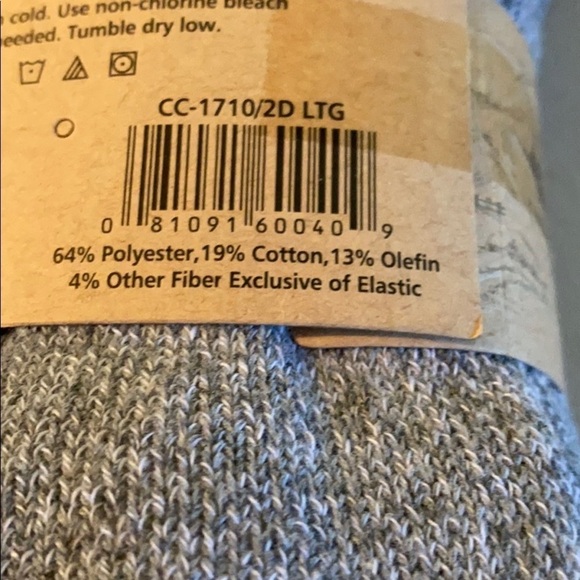 cold. Use non-chlorine bleach
needed. Tumble dry low.
CC-1710/2D LTG
0 81091 60040 9
64% Polyester,19% Cotton,13% Olefin
4% Other Fiber Exclusive of Elastic